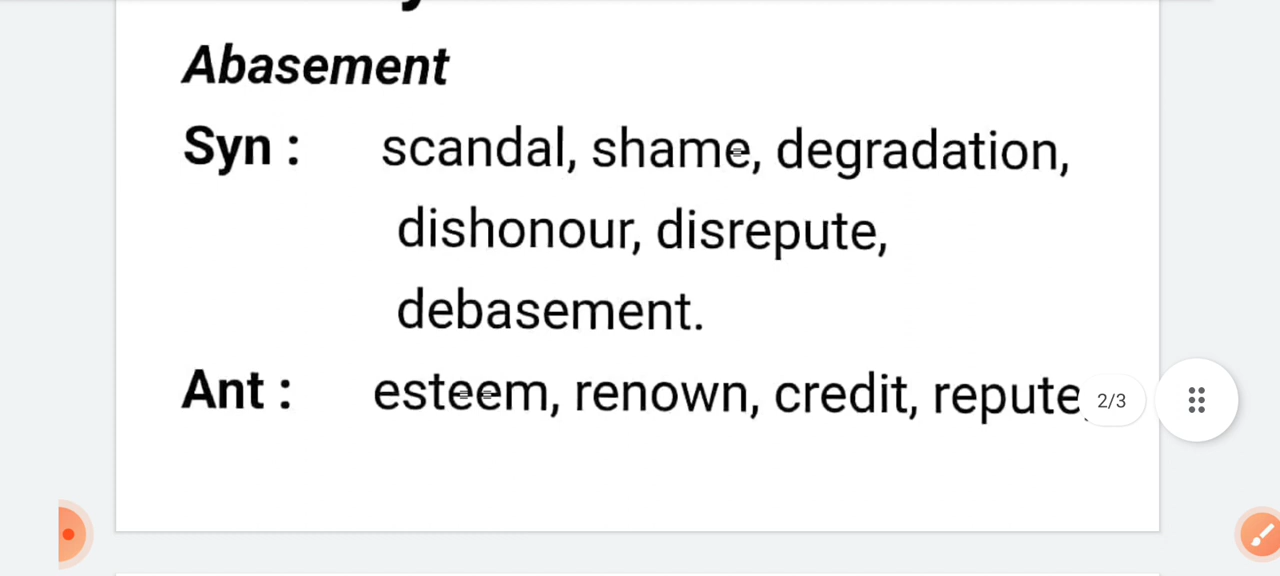 Abasement
Syn : scandal, shame, degradation,
dishonour, disrepute,
debasement.
Ant : esteem, renown, credit, repute,
2/3